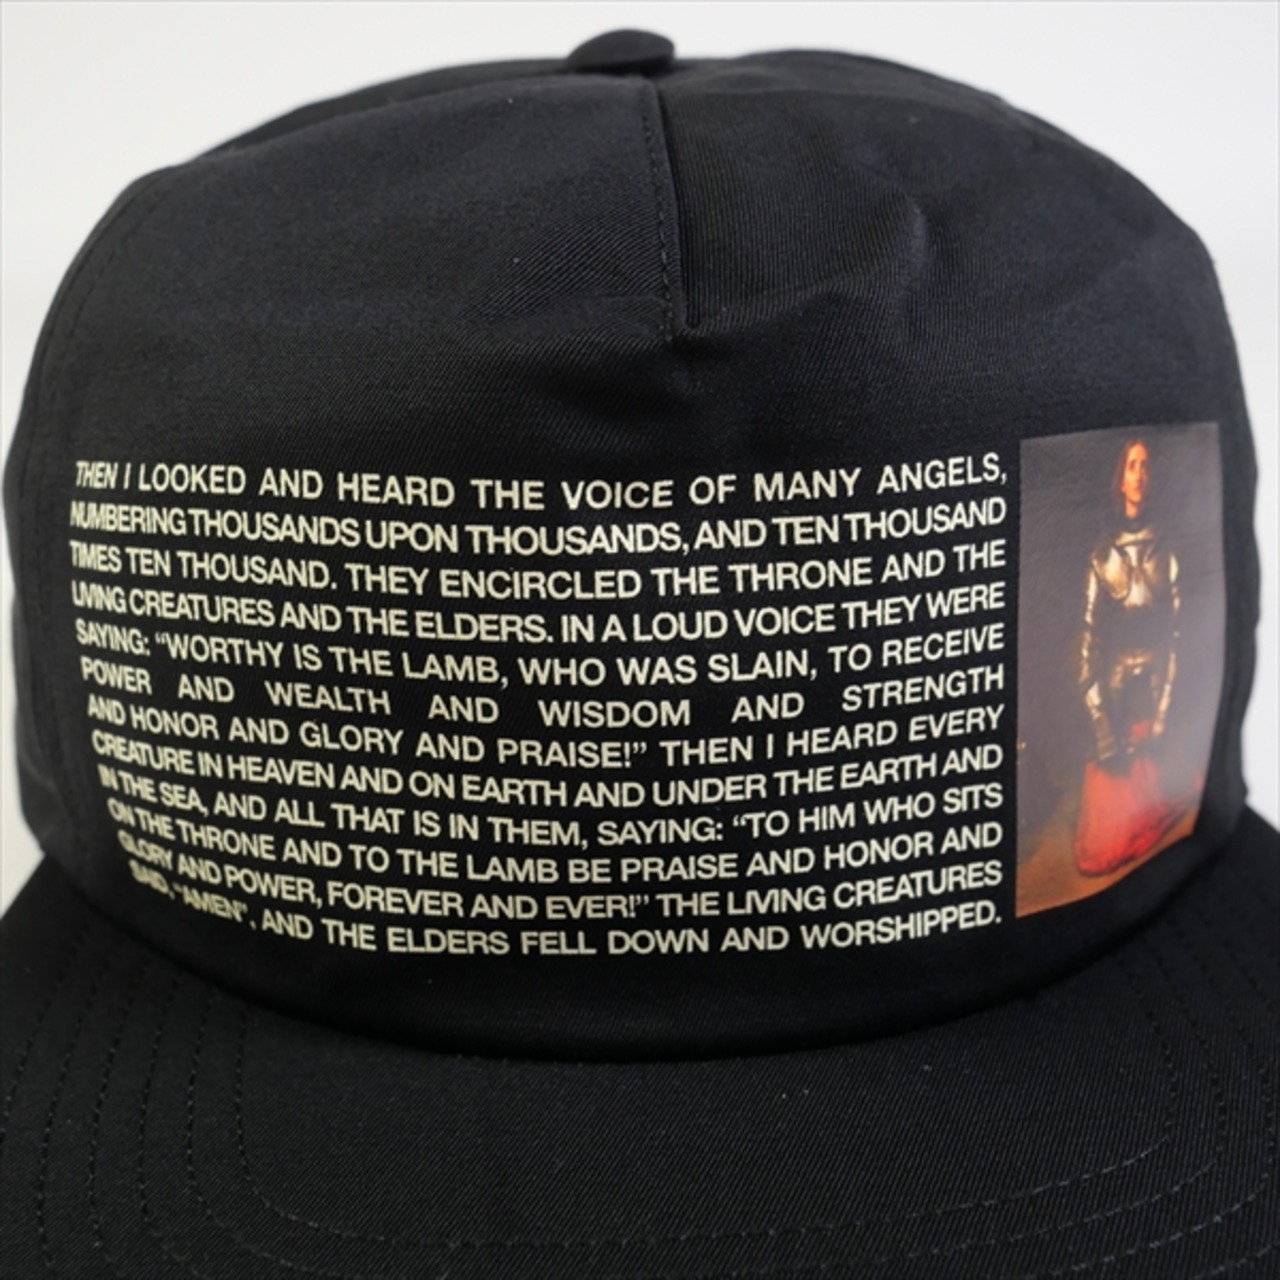 THEN I LOOKED AND HEARD THE VOICE OF MANY ANGELS,
NUMBERING THOUSANDS UPON THOUSANDS, AND TEN THOUSAND
TIMES TEN THOUSAND. THEY ENCIRCLED THE THRONE AND THE
LIVING CREATURES AND THE ELDERS. IN A LOUD VOICE THEY WERE
SAYING: “WORTHY IS THE LAMB, WHO WAS SLAIN, TO RECEIVE
POWER AND WEALTH AND WISDOM AND STRENGTH
AND HONOR AND GLORY AND PRAISE!” THEN I HEARD EVERY
CREATURE IN HEAVEN AND ON EARTH AND UNDER THE EARTH AND
IN THE SEA, AND ALL THAT IS IN THEM, SAYING: “TO HIM WHO SITS
ON THE THRONE AND TO THE LAMB BE PRAISE AND HONOR AND
GLORY AND POWER, FOREVER AND EVER!” THE LIVING CREATURES
SAID, “AMEN”, AND THE ELDERS FELL DOWN AND WORSHIPPED.